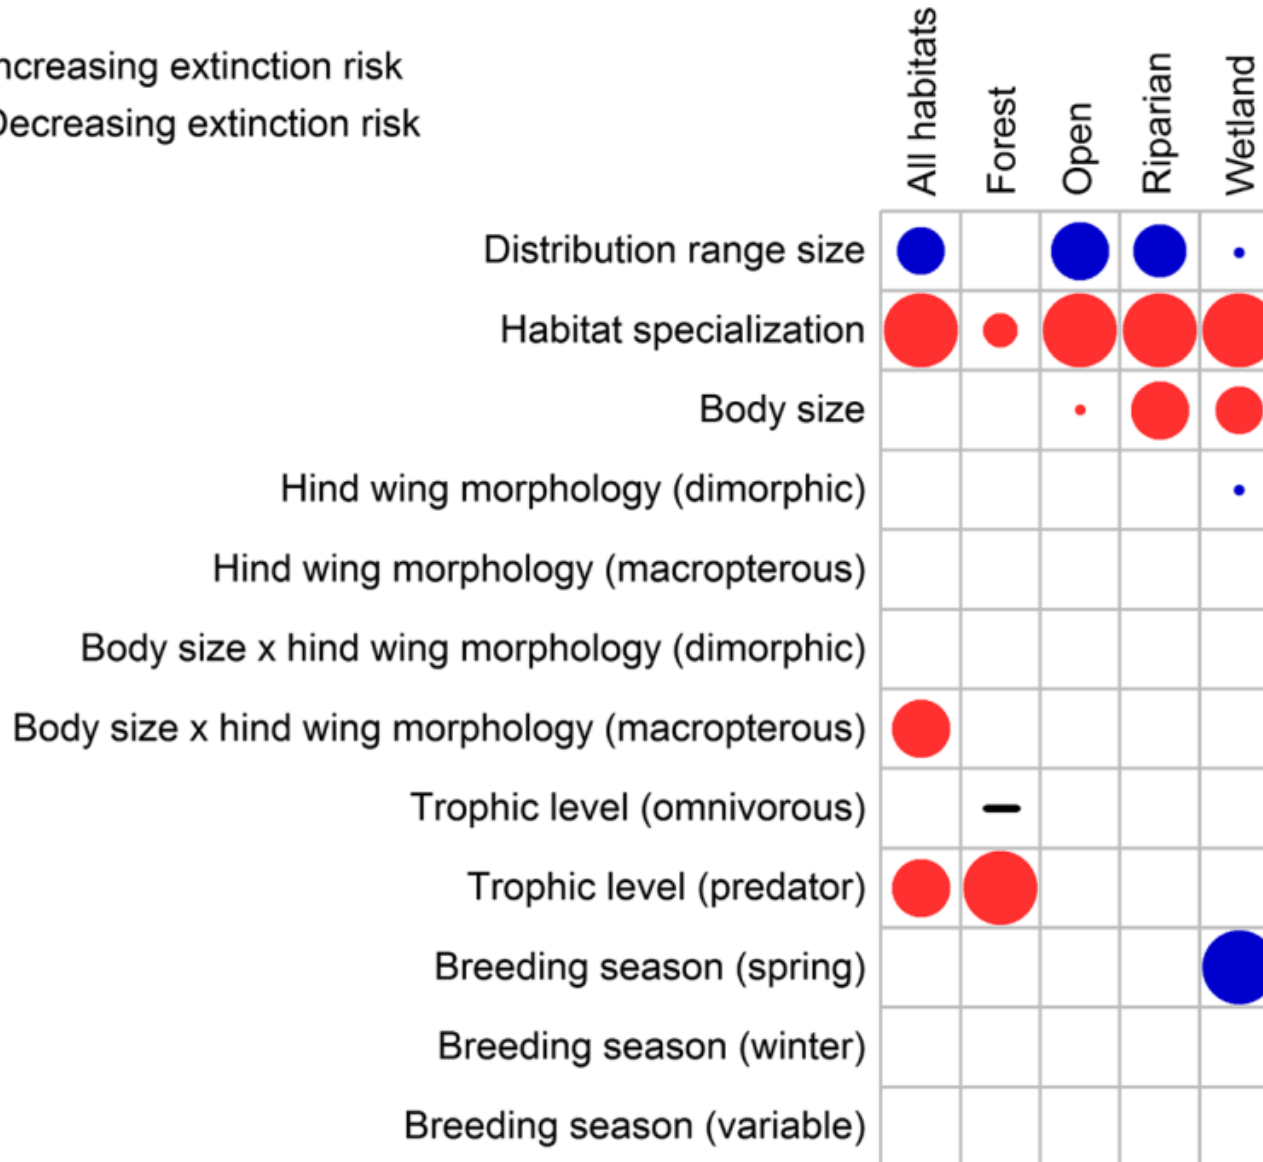 ncreasing extinction risk
Decreasing extinction risk
All habitats
Forest
Open
Riparian
Wetland
Distribution range size
Habitat specialization
Body size
Hind wing morphology (dimorphic)
Hind wing morphology (macropterous)
Body size x hind wing morphology (dimorphic)
Body size x hind wing morphology (macropterous)
Trophic level (omnivorous)
Trophic level (predator)
Breeding season (spring)
Breeding season (winter)
Breeding season (variable)